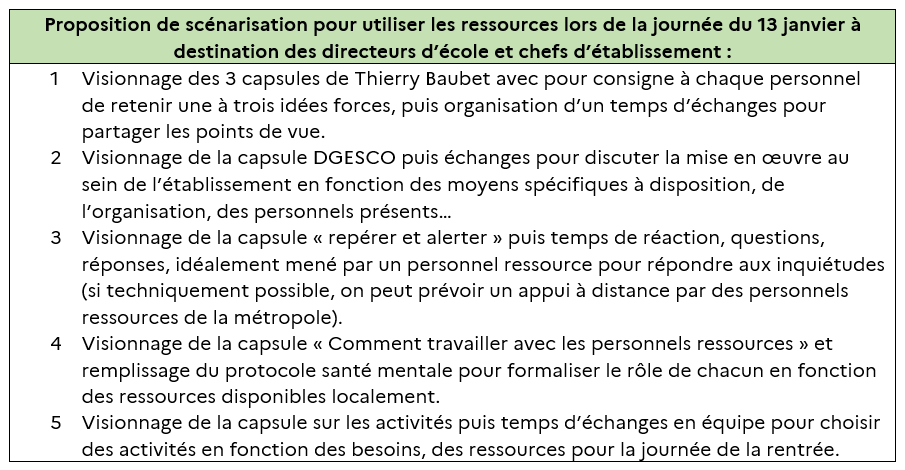 Proposition de scénarisation pour utiliser les ressources lors de la journée du 13 janvier à
destination des directeurs d’école et chefs d’établissement :
1 Visionnage des 3 capsules de Thierry Baubet avec pour consigne à chaque personnel
de retenir une à trois idées forces, puis organisation d’un temps d’échanges pour
partager les points de vue.
2 Visionnage de la capsule DGESCO puis échanges pour discuter la mise en œuvre au
sein de l’établissement en fonction des moyens spécifiques à disposition, de
l’organisation, des personnels présents…
3 Visionnage de la capsule « repérer et alerter » puis temps de réaction, questions,
réponses, idéalement mené par un personnel ressource pour répondre aux inquiétudes
(si techniquement possible, on peut prévoir un appui à distance par des personnels
ressources de la métropole).
4 Visionnage de la capsule « Comment travailler avec les personnels ressources » et
remplissage du protocole santé mentale pour formaliser le rôle de chacun en fonction
des ressources disponibles localement.
5 Visionnage de la capsule sur les activités puis temps d’échanges en équipe pour choisir
des activités en fonction des besoins, des ressources pour la journée de la rentrée.